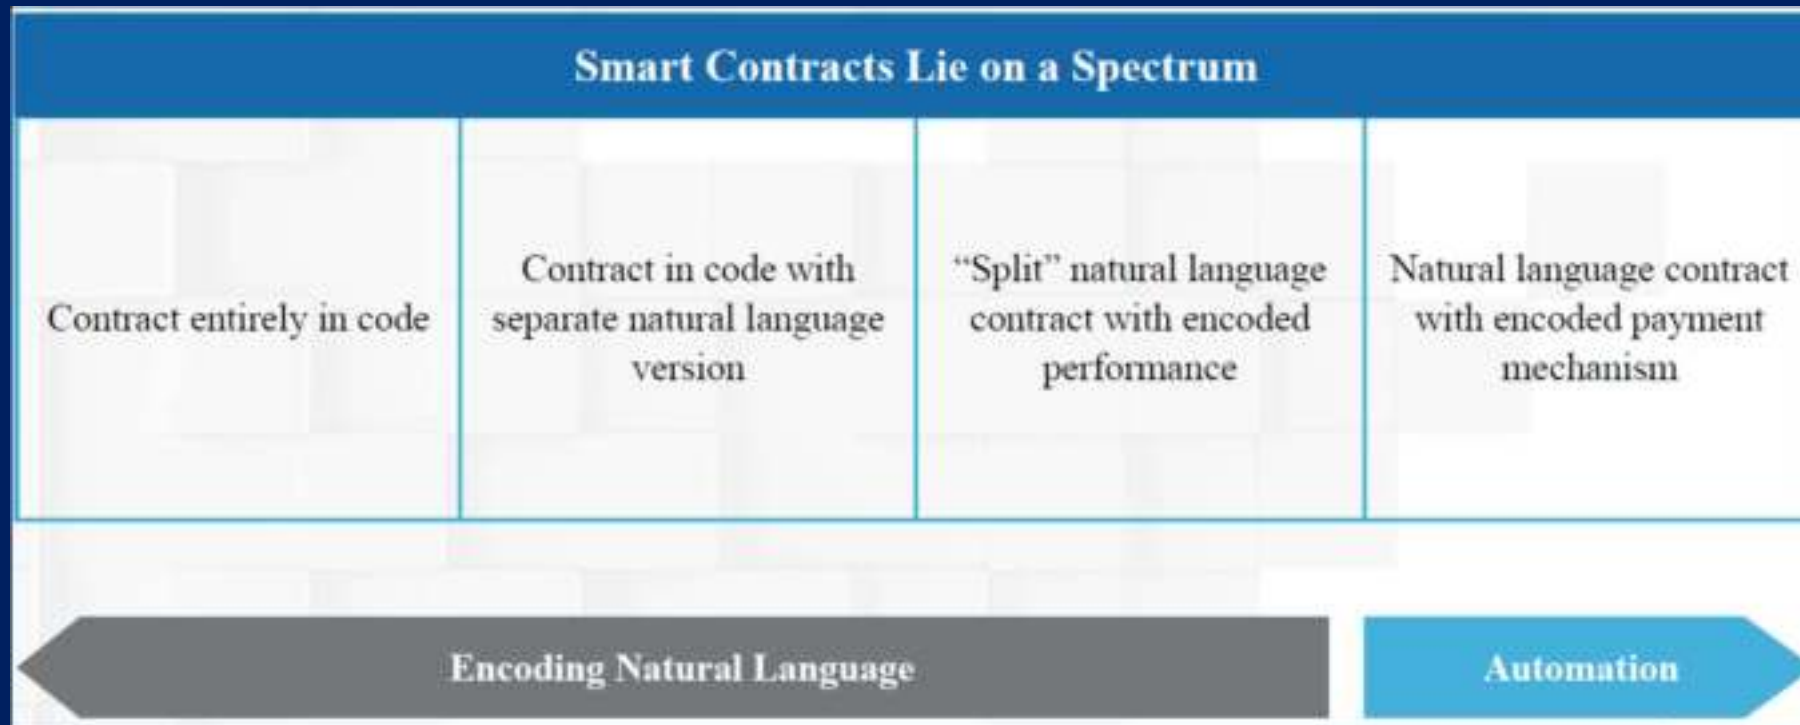 Smart Contracts Lie on a Spectrum
Contract entirely in code
Contract in code with
separate natural language
version
“Split” natural language
contract with encoded
performance
Natural language contract
with encoded payment
mechanism
Encoding Natural Language
Automation